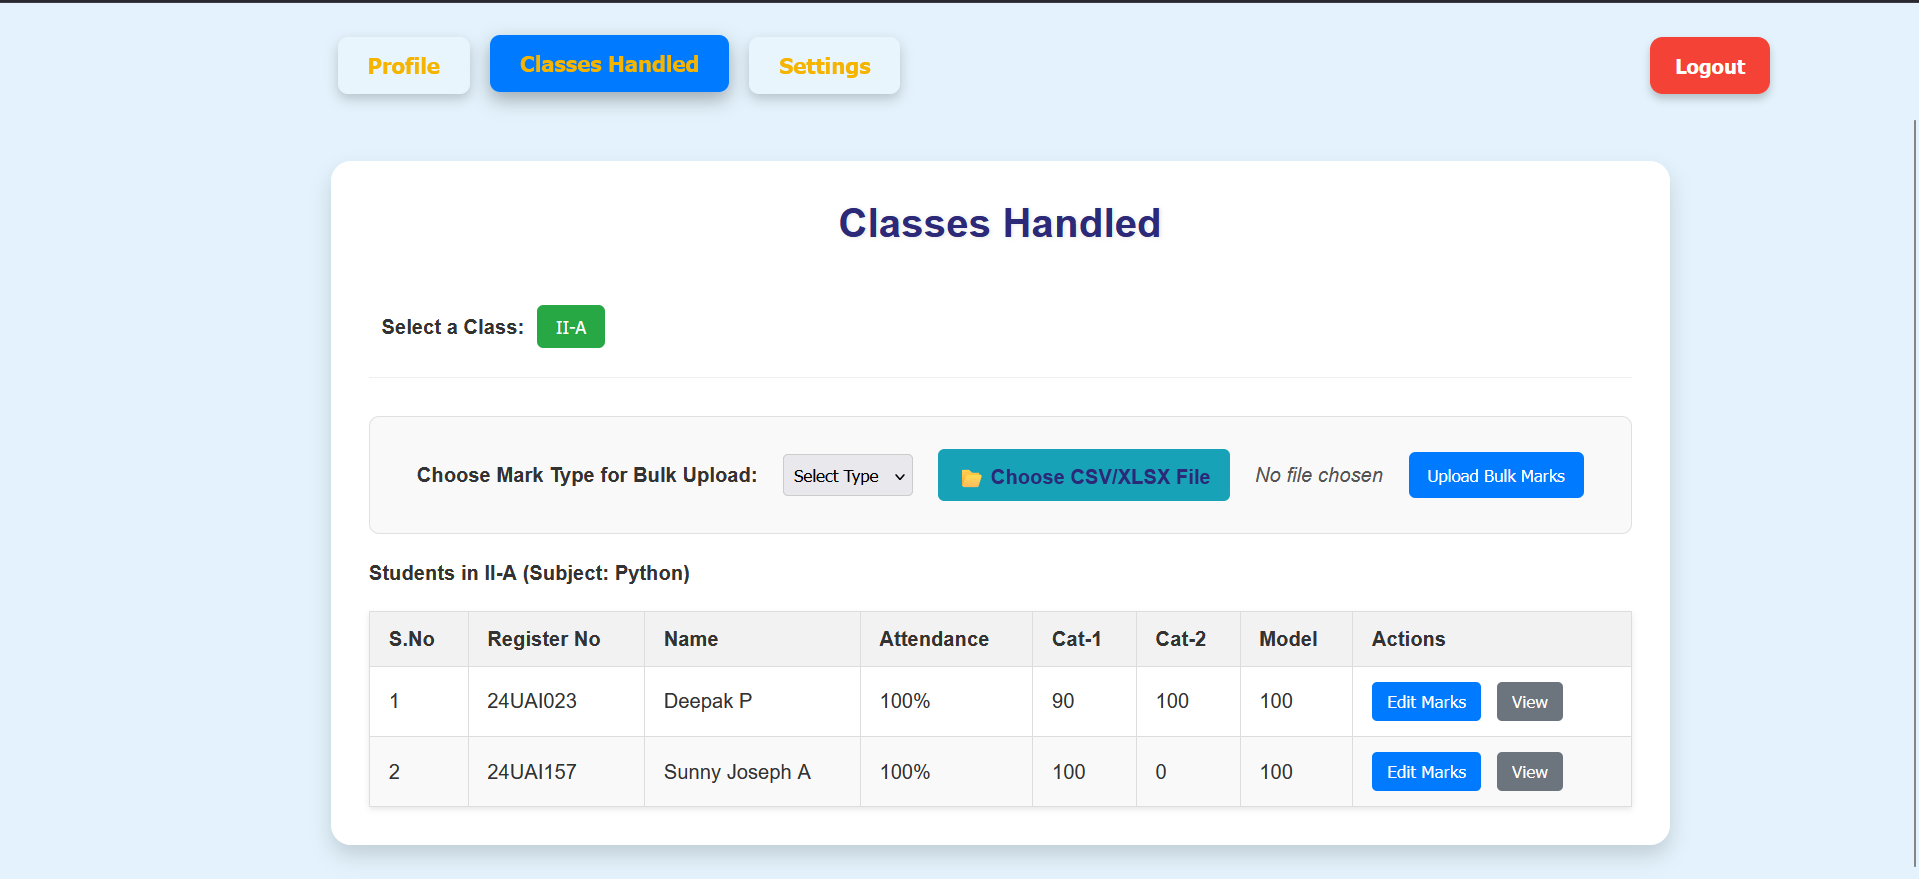 Profile Classes Handled Settings Logout
Classes Handled
Select a Class: II-A
Choose Mark Type for Bulk Upload: Select Type Choose CSV/XLSX File No file chosen Upload Bulk Marks
Students in II-A (Subject: Python)
S.No Register No Name Attendance Cat-1 Cat-2 Model Actions
1 24UAI023 Deepak P 100% 90 100 100 Edit Marks View
2 24UAI157 Sunny Joseph A 100% 100 0 100 Edit Marks View